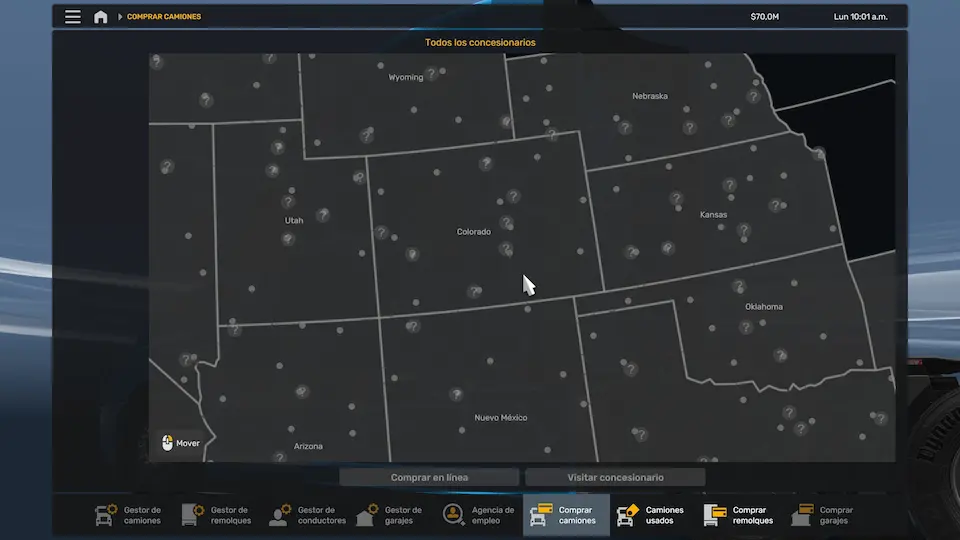 COMPRAR CAMIONES
$70,0M
Lun 10:01 a.m.
Todos los concesionarios
Wyoming
Nebraska
Utah
Colorado
Kansas
Oklahoma
Nuevo México
Arizona
Mover
Comprar en línea
Visitar concesionario
Gestor de
camiones
Gestor de
remolques
Gestor de
conductores
Gestor de
garajes
Agencia de
empleo
Comprar
camiones
Camiones
usados
Comprar
remolques
Comprar
garajes